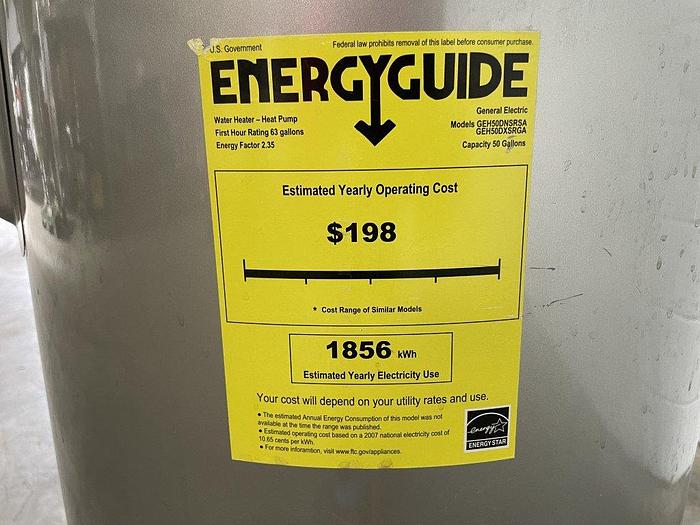 U.S. Government
Federal law prohibits removal of this label before consumer purchase.
ENERGYGUIDE
Water Heater – Heat Pump
First Hour Rating 63 gallons
Energy Factor 2.35
General Electric
Models GEH50DNSRSA
GEH50DXSRGA
Capacity 50 Gallons
Estimated Yearly Operating Cost
$198
* Cost Range of Similar Models
1856 kWh
Estimated Yearly Electricity Use
Your cost will depend on your utility rates and use.
• The estimated Annual Energy Consumption of this model was not
available at the time the range was published.
• Estimated operating cost based on a 2007 national electricity cost of
10.65 cents per kWh.
• For more inforamtion, visit www.ftc.gov/appliances.
energy
ENERGY STAR